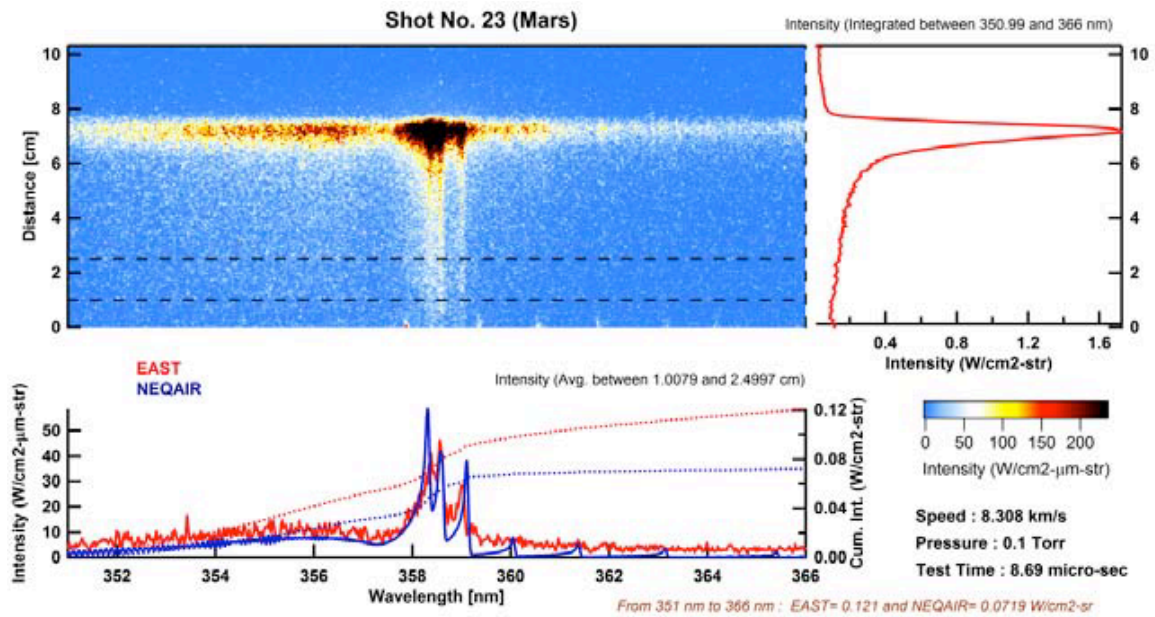 Shot No. 23 (Mars)
Intensity (Integrated between 350.99 and 366 nm)
10
8
6
4
2
0
Distance [cm]
10
8
6
4
2
0
0.4 0.8 1.2 1.6
Intensity (W/cm2-str)
EAST
NEQAIR
Intensity (Avg. between 1.0079 and 2.4997 cm)
50
40
30
20
10
0
Intensity (W/cm2-μm-str)
0.12
0.08
0.04
0.00
Cum. Int. (W/cm2-str)
352 354 356 358 360 362 364 366
Wavelength [nm]
0 50 100 150 200
Intensity (W/cm2-μm-str)
Speed : 8.308 km/s
Pressure : 0.1 Torr
Test Time : 8.69 micro-sec
From 351 nm to 366 nm : EAST= 0.121 and NEQAIR= 0.0719 W/cm2-sr